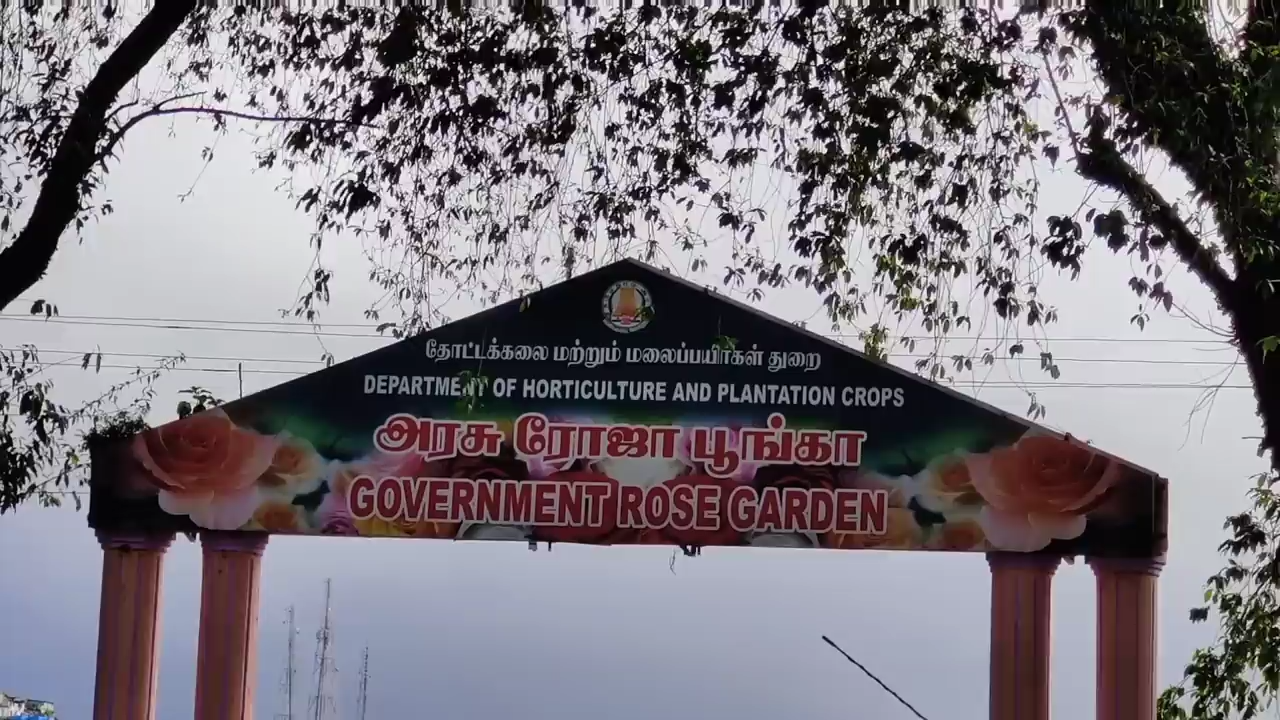 தோட்டக்கலை மற்றும் மலைப்பயிர்கள் துறை
DEPARTMENT OF HORTICULTURE AND PLANTATION CROPS
அரசு ரோஜா பூங்கா
GOVERNMENT ROSE GARDEN